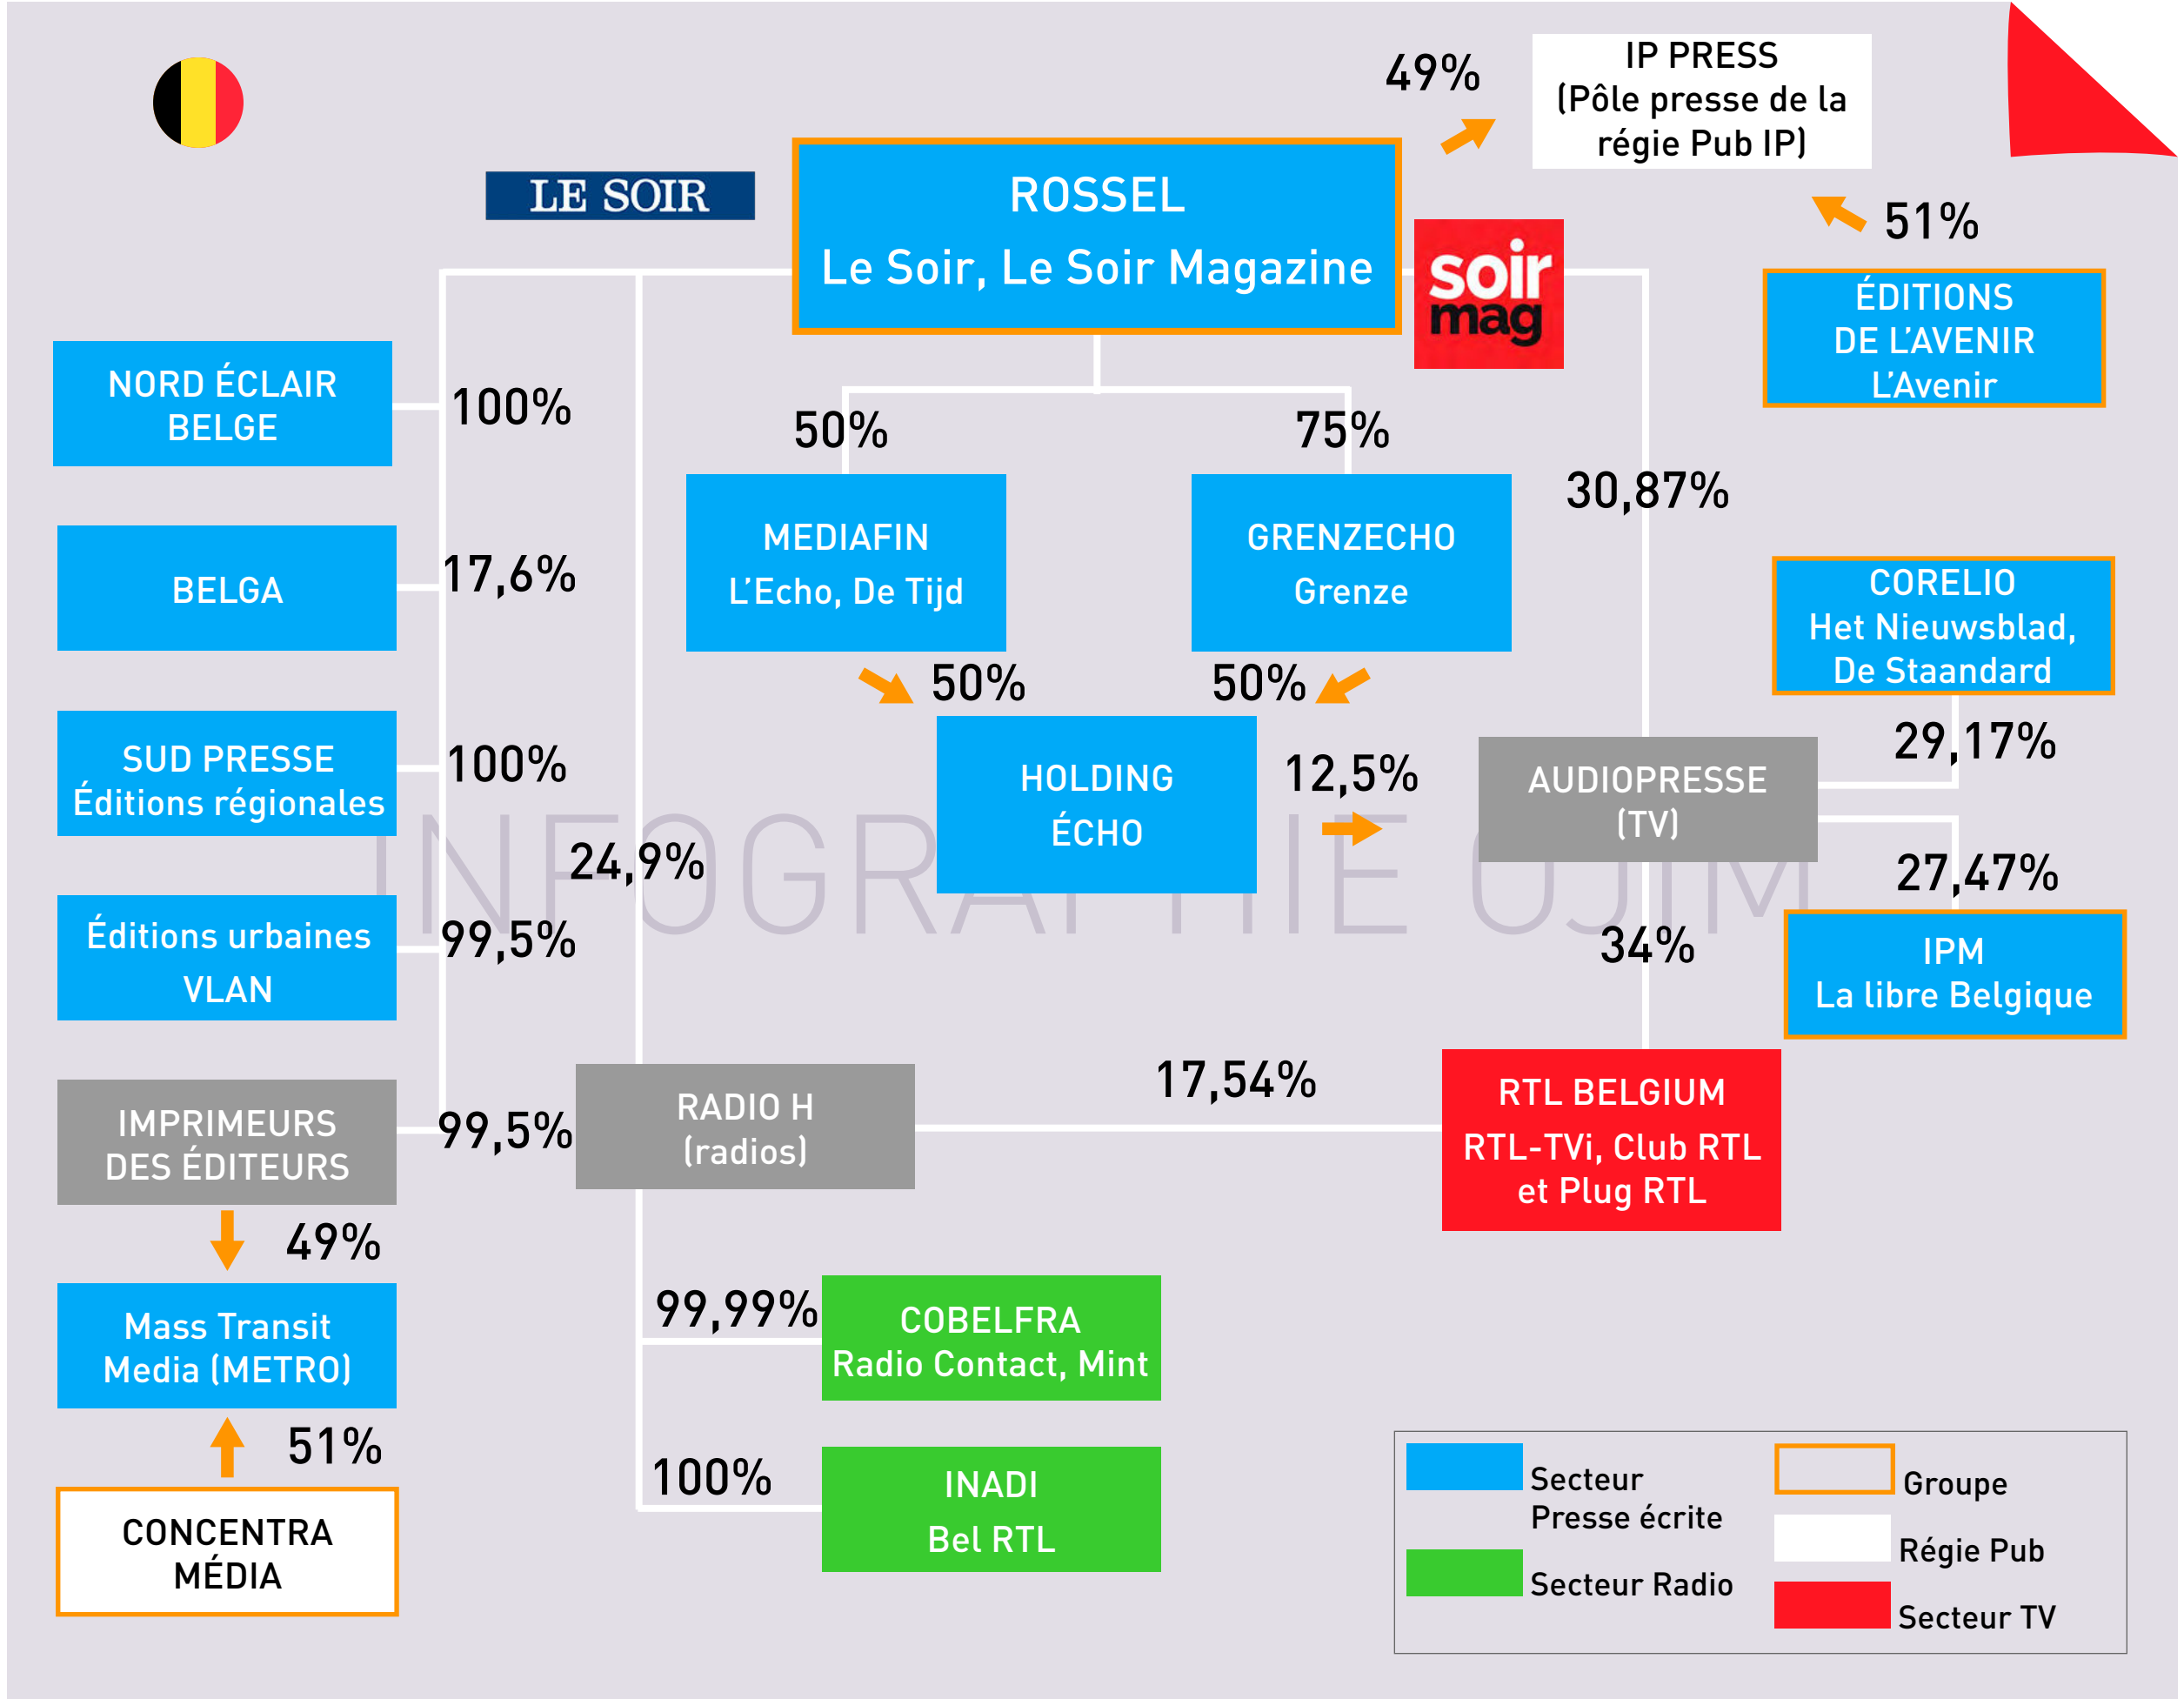 49%
IP PRESS
(Pôle presse de la
régie Pub IP)
LE SOIR
ROSSEL
Le Soir, Le Soir Magazine
soir
mag
51%
ÉDITIONS
DE L’AVENIR
L’Avenir
NORD ÉCLAIR
BELGE
100%
50%
75%
30,87%
BELGA
17,6%
MEDIAFIN
L’Echo, De Tijd
GRENZECHO
Grenze
CORELIO
Het Nieuwsblad,
De Staandard
50%
50%
29,17%
SUD PRESSE
Éditions régionales
100%
HOLDING
ÉCHO
12,5%
AUDIOPRESSE
(TV)
INFOGRAPHIE OJIM
24,9%
27,47%
Éditions urbaines
VLAN
99,5%
34%
IPM
La libre Belgique
IMPRIMEURS
DES ÉDITEURS
99,5%
RADIO H
(radios)
17,54%
RTL BELGIUM
RTL-TVi, Club RTL
et Plug RTL
49%
Mass Transit
Media (METRO)
99,99%
COBELFRA
Radio Contact, Mint
51%
100%
INADI
Bel RTL
CONCENTRA
MÉDIA
Secteur
Presse écrite
Secteur Radio
Groupe
Régie Pub
Secteur TV